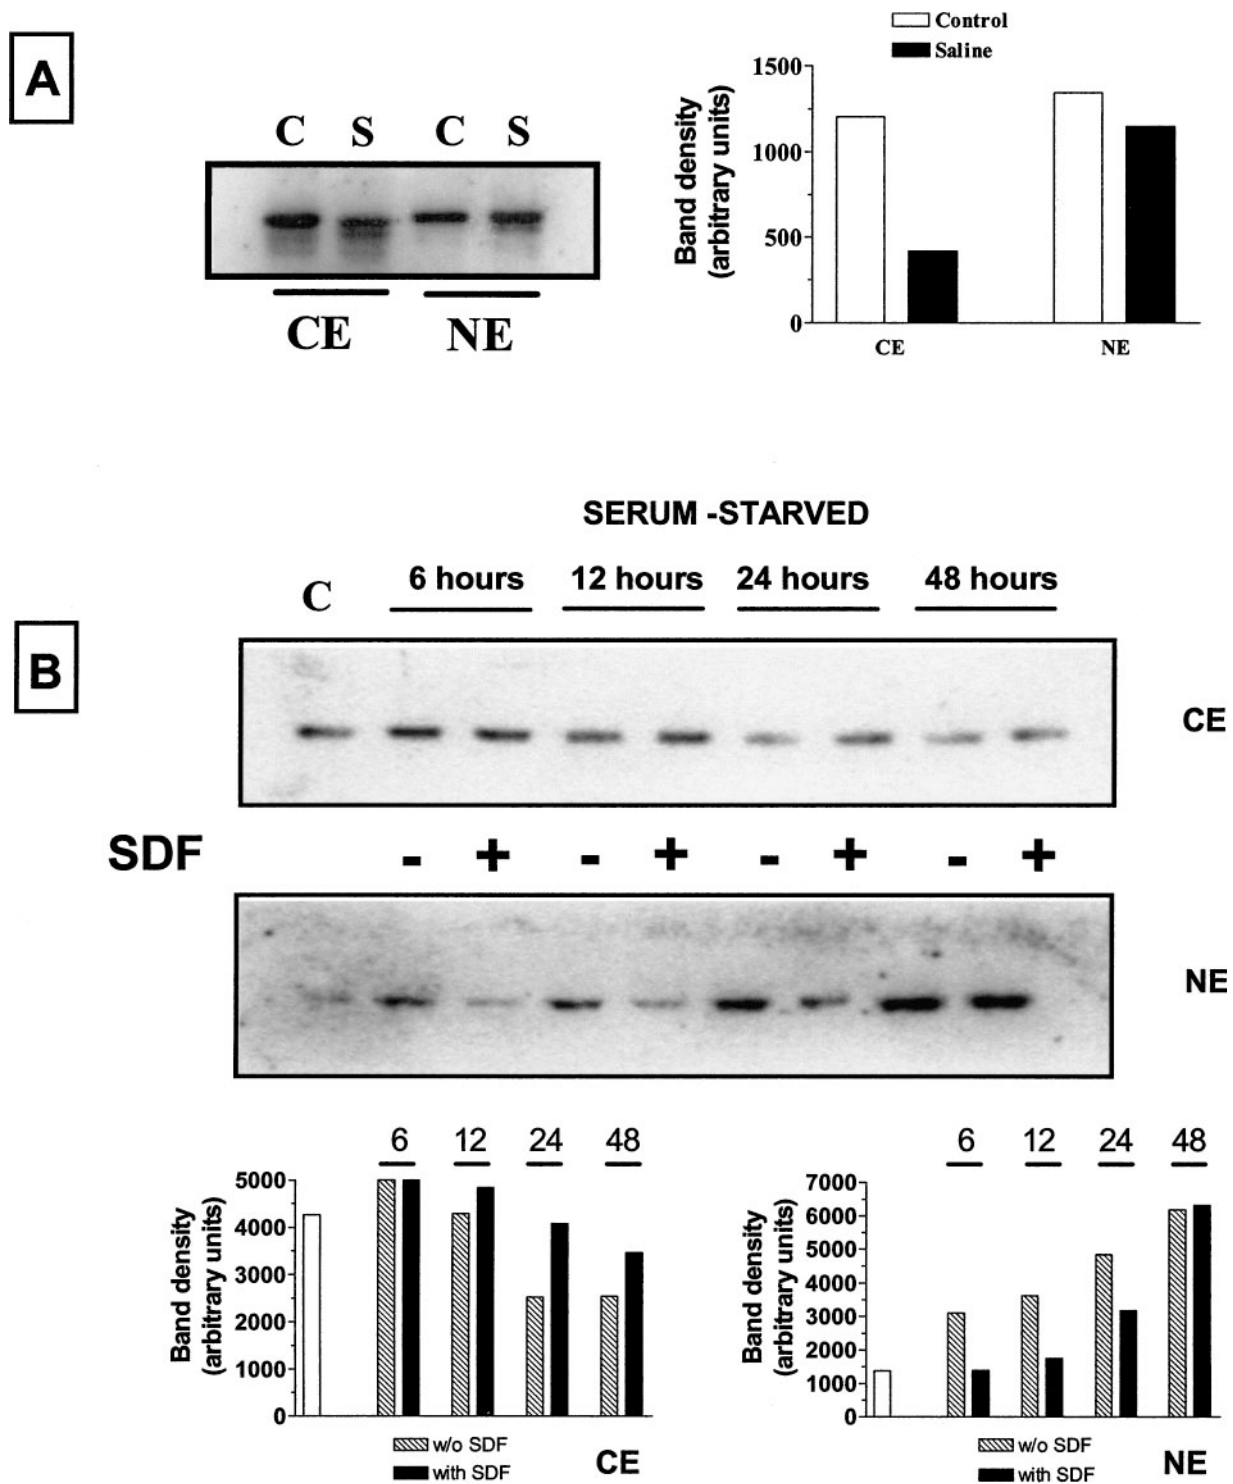 A
C S C S
CE NE
Control
Saline
Band density
(arbitrary units)
1500
1000
500
0
CE NE
SERUM -STARVED
C 6 hours 12 hours 24 hours 48 hours
B
CE
SDF - + - + - + - +
NE
6 12 24 48
Band density
(arbitrary units)
5000
4000
3000
2000
1000
0
w/o SDF
with SDF
CE
6 12 24 48
Band density
(arbitrary units)
7000
6000
5000
4000
3000
2000
1000
0
w/o SDF
with SDF
NE